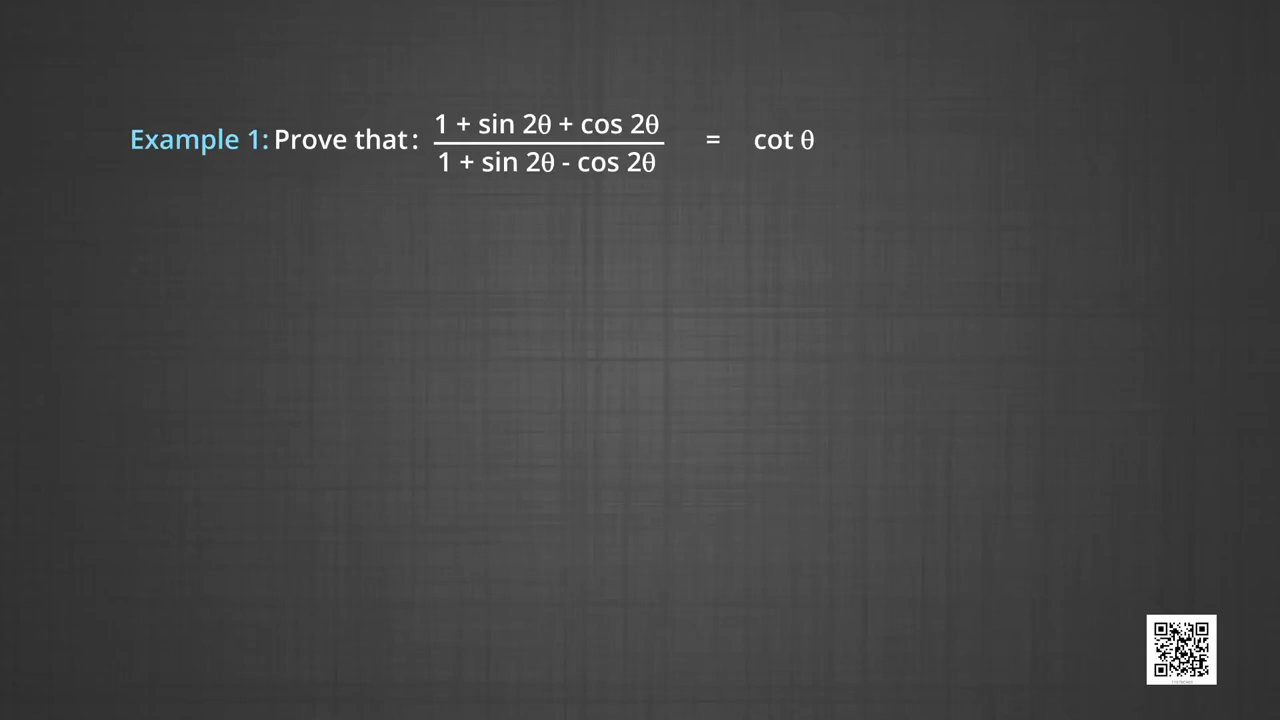 Example 1: Prove that: 1 + sin 2θ + cos 2θ / 1 + sin 2θ - cos 2θ = cot θ